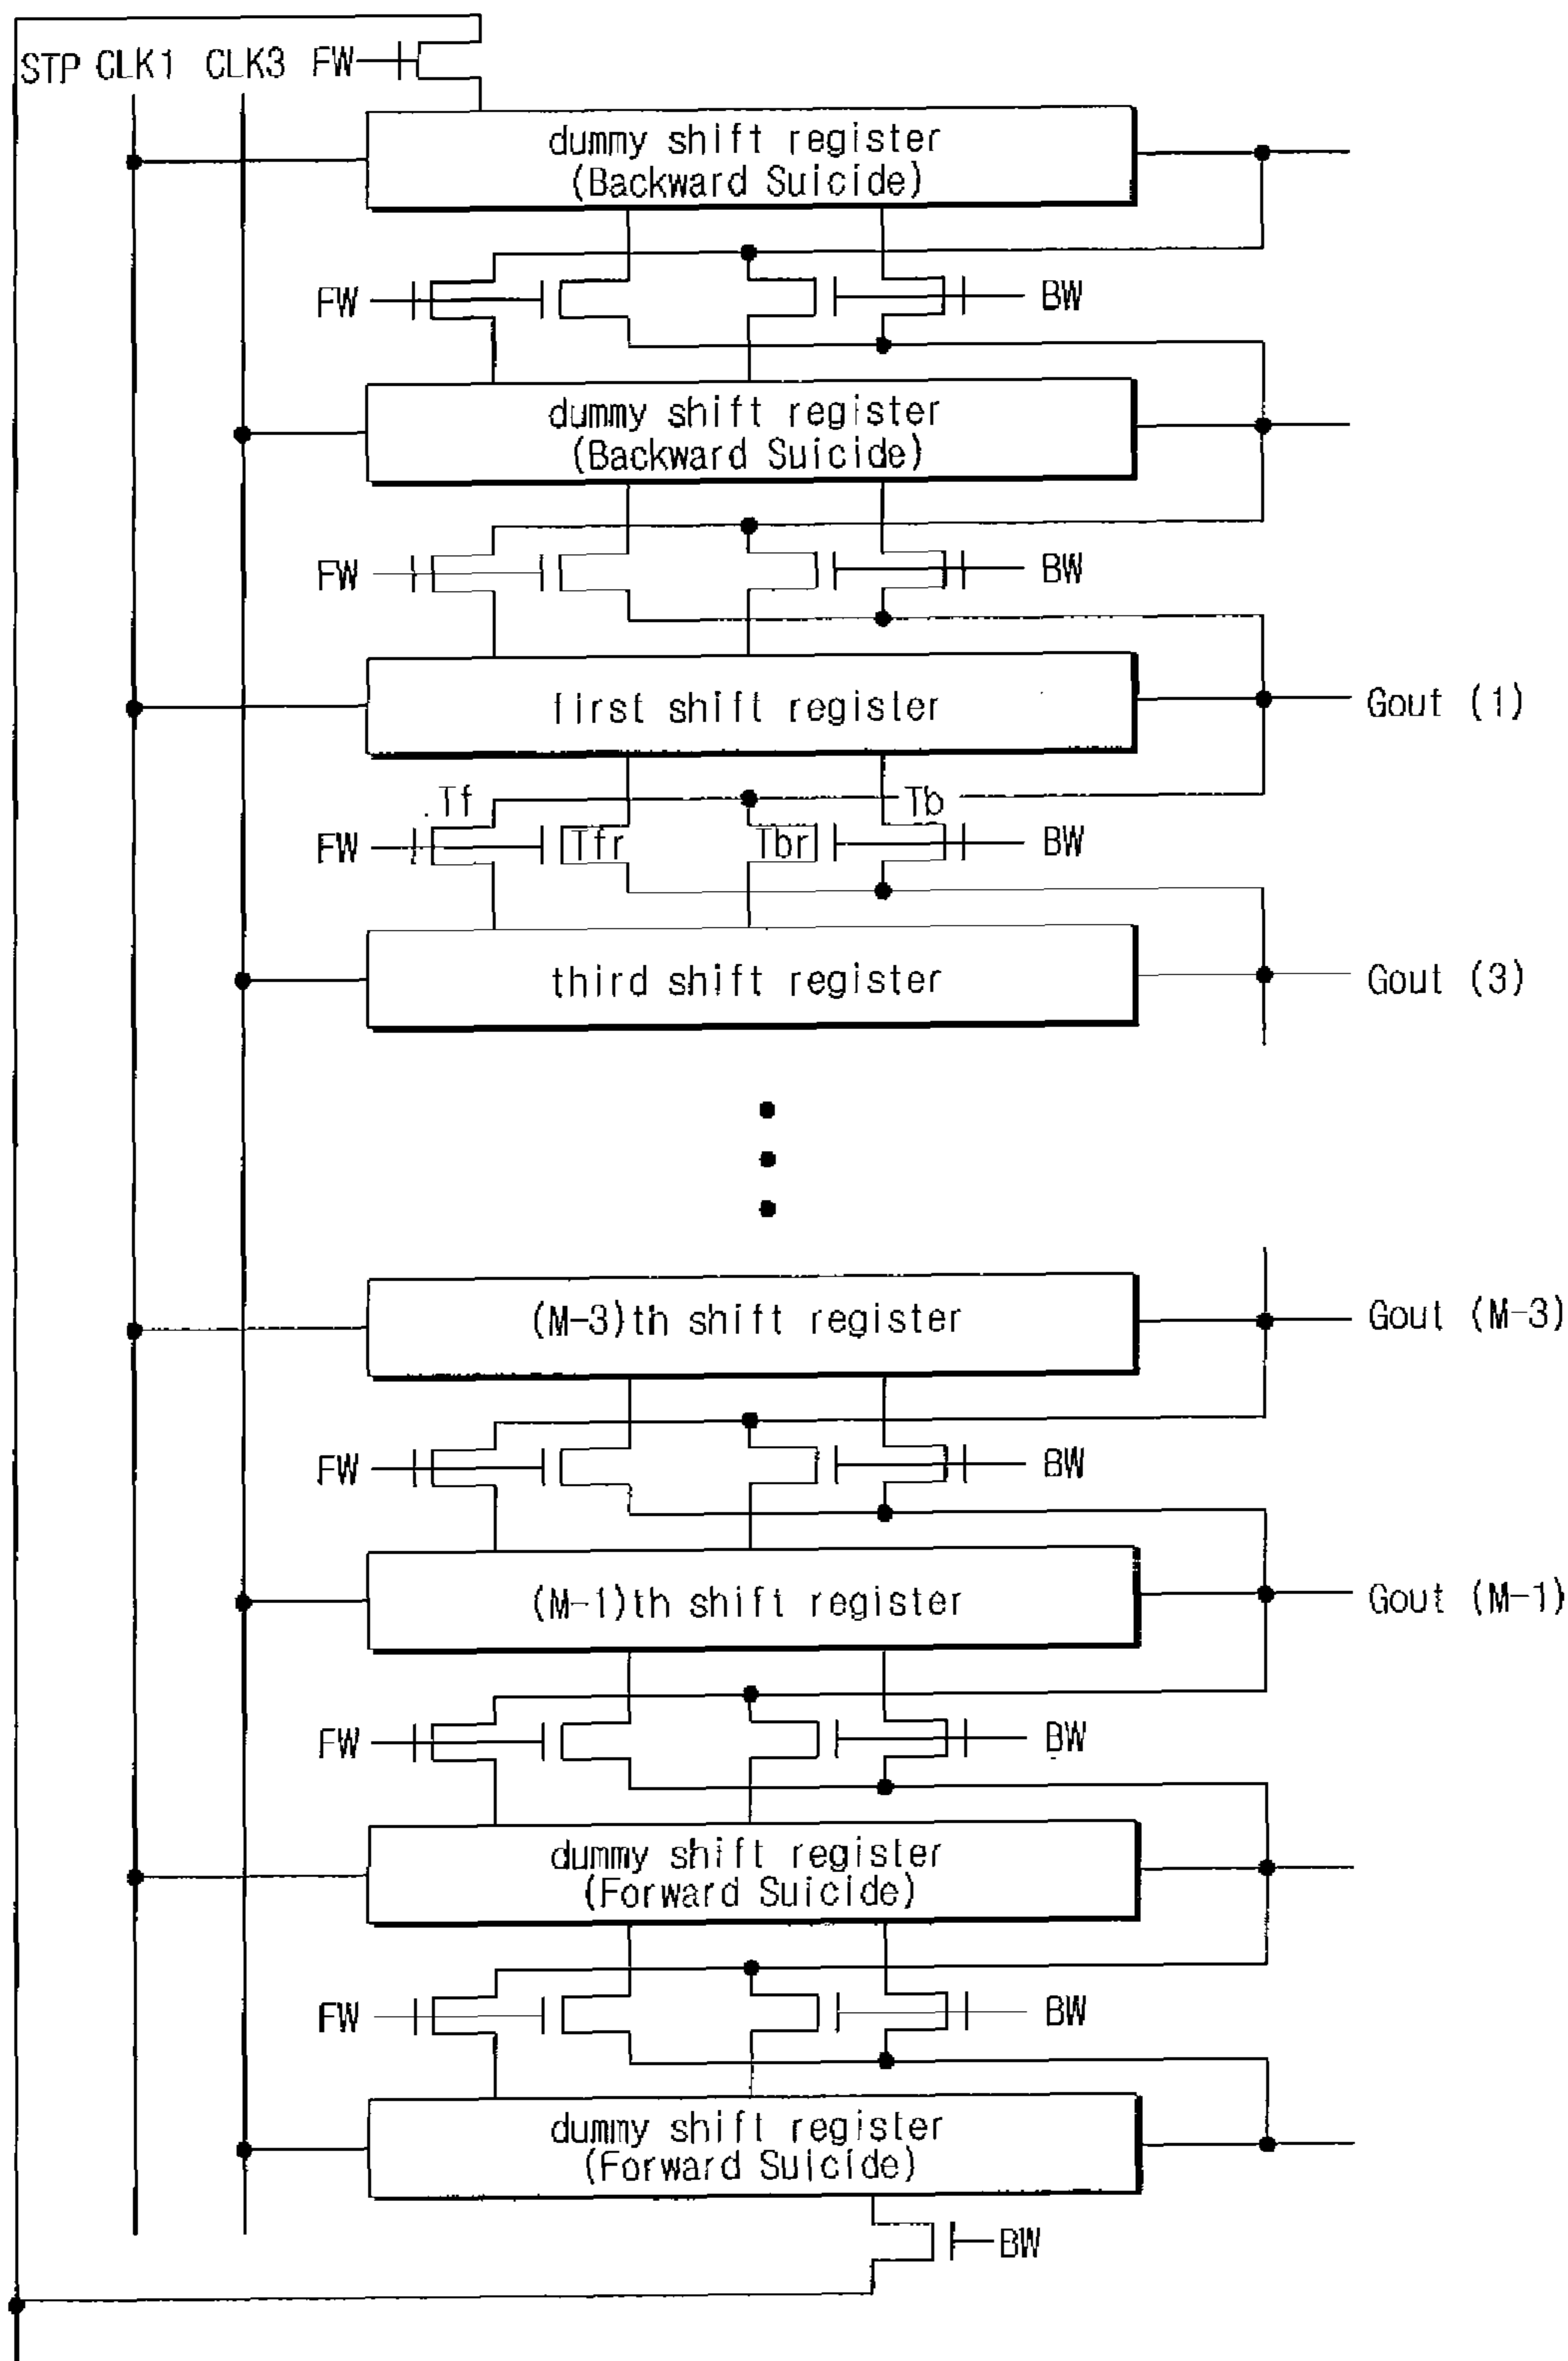 STP CLK1 CLK3 FW
dummy shift register
(Backward Suicide)
FW BW
dummy shift register
(Backward Suicide)
FW BW
first shift register Gout (1)
Tf Tb
FW Tfr Tbr BW
third shift register Gout (3)
(M-3)th shift register Gout (M-3)
FW BW
(M-1)th shift register Gout (M-1)
FW BW
dummy shift register
(Forward Suicide)
FW BW
dummy shift register
(Forward Suicide)
BW